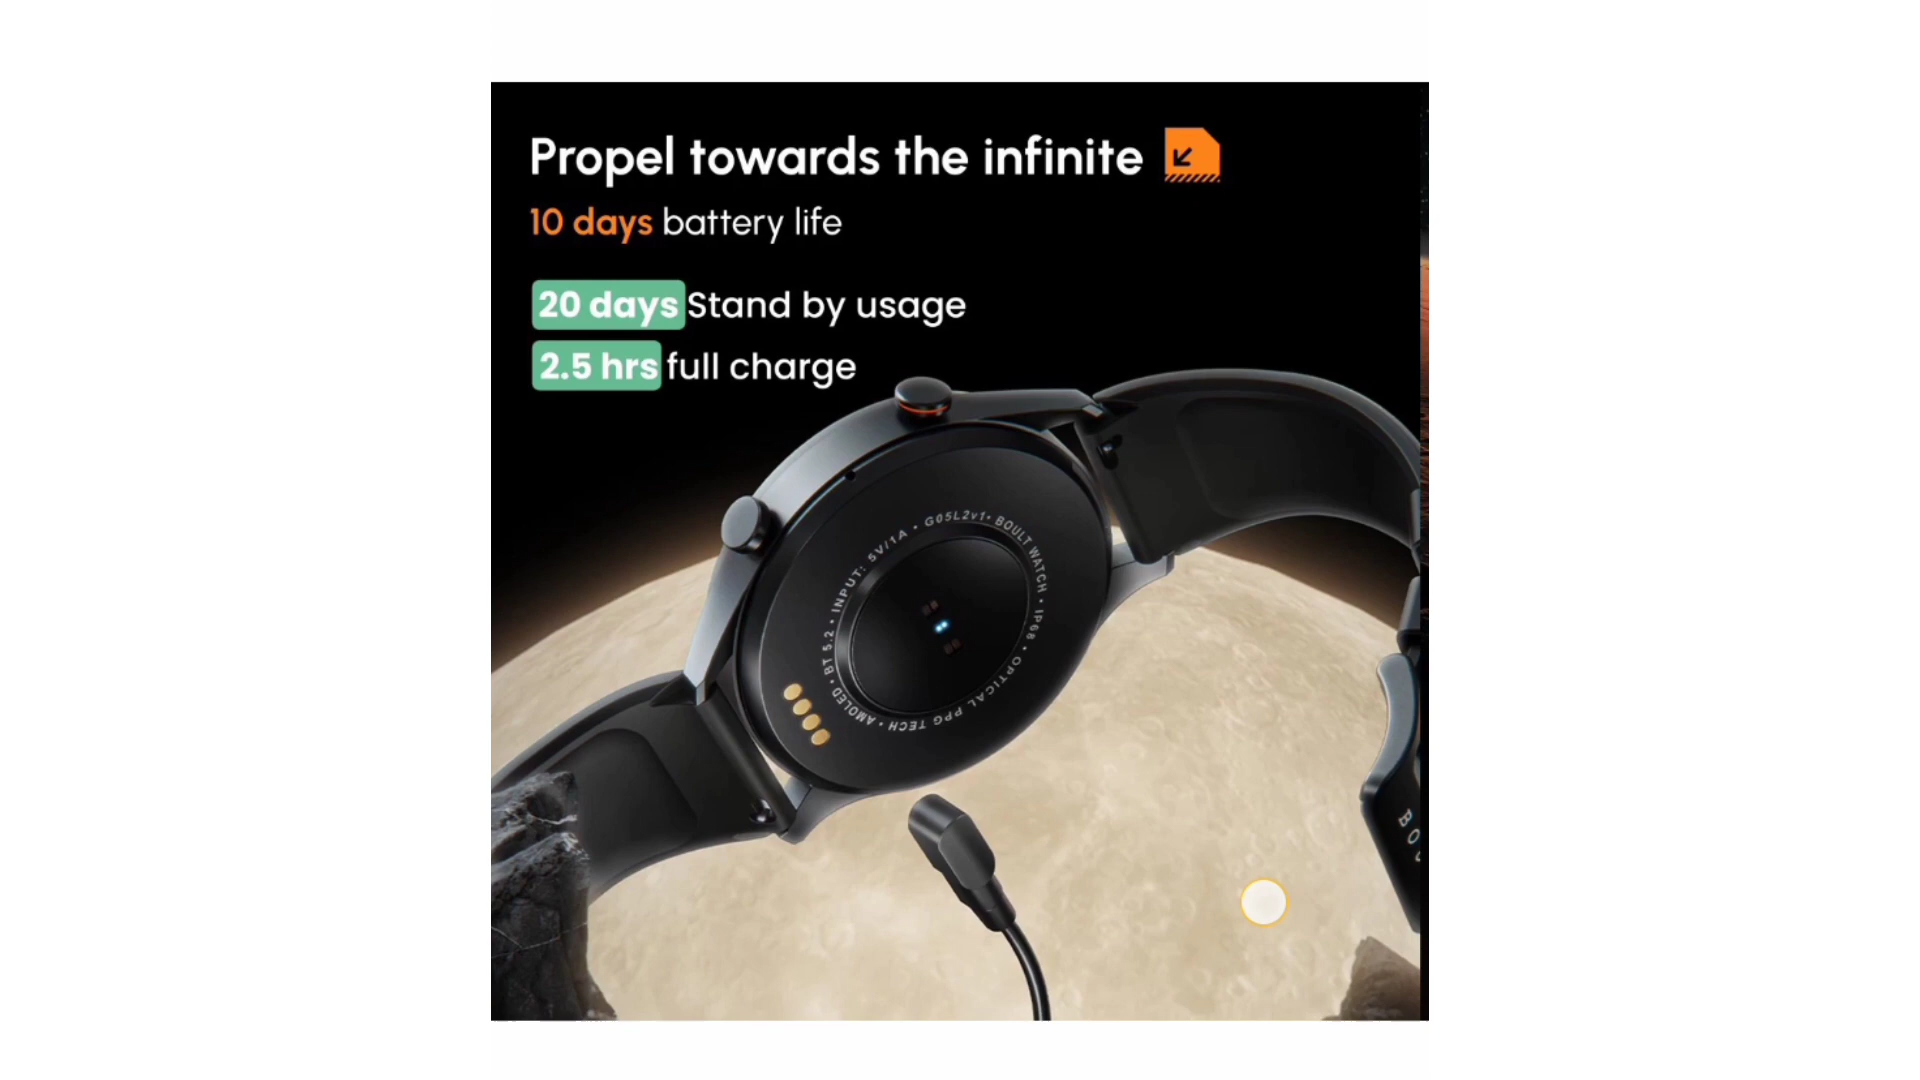 Propel towards the infinite
10 days battery life
20 days Stand by usage
2.5 hrs full charge
G05L2v1 • BOULT WATCH • IP68 • OPTICAL PPG TECH • AMOLED • BT 5.2 • INPUT: 5V/1A •